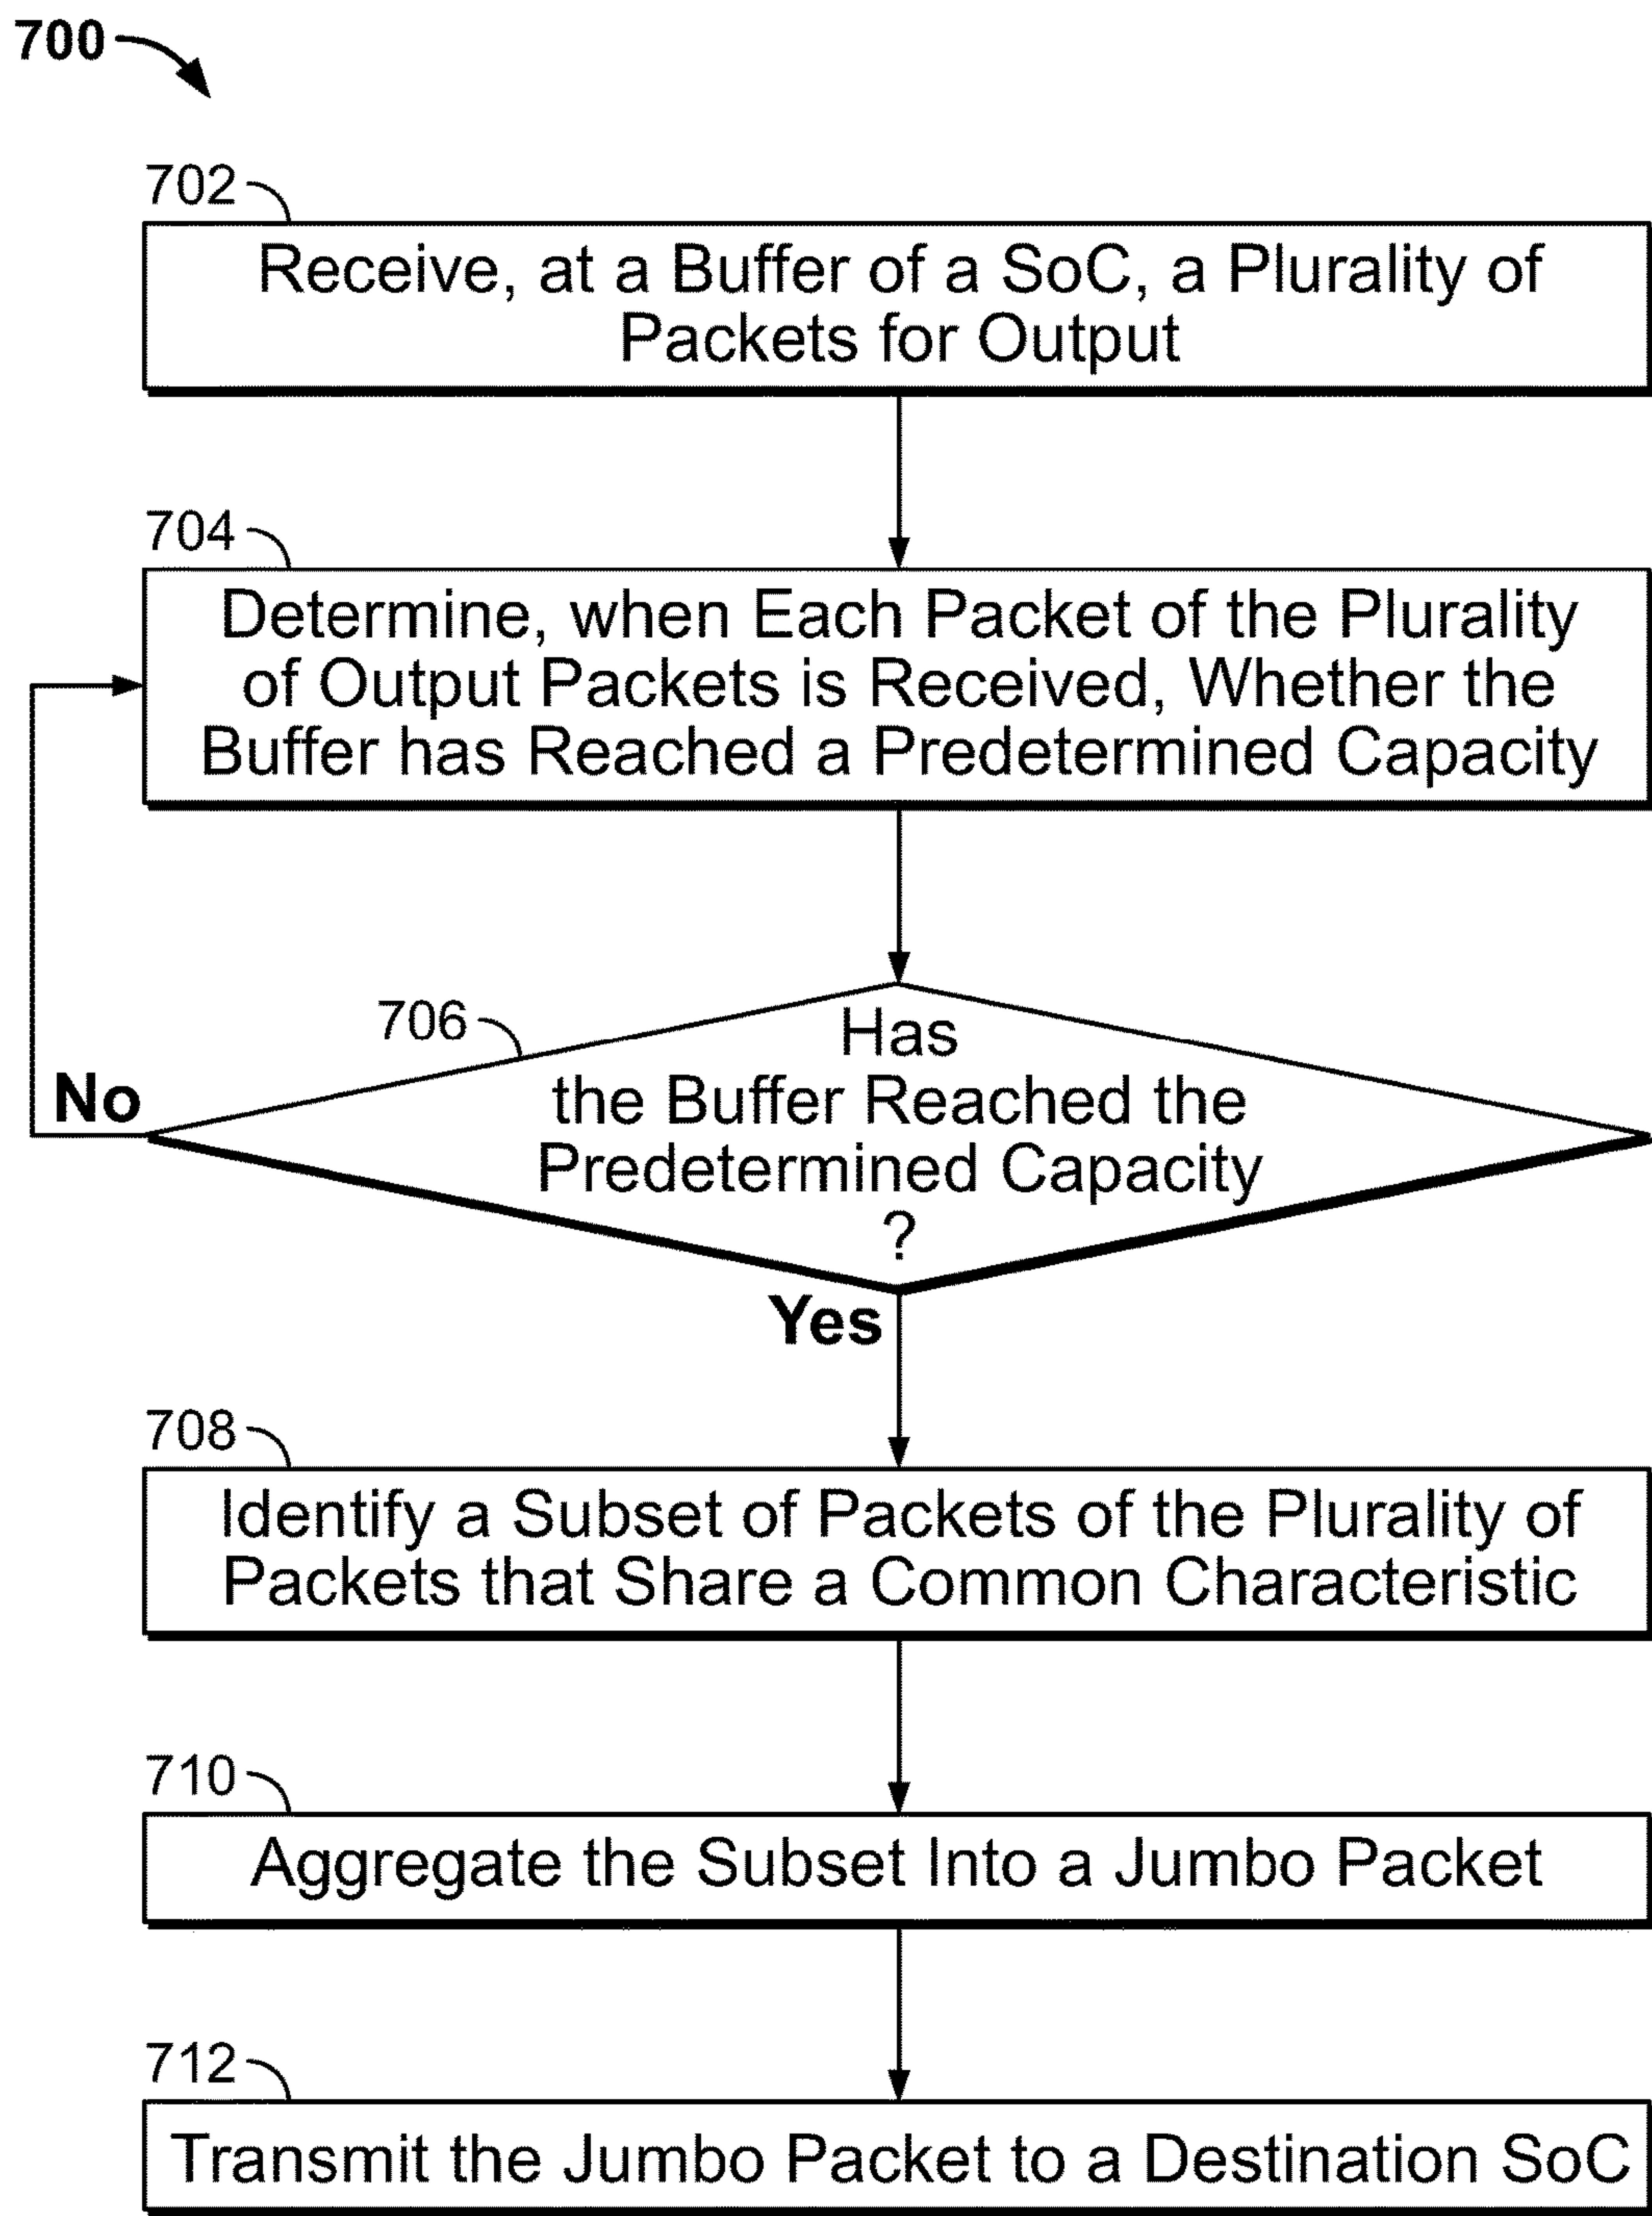 700
702
Receive, at a Buffer of a SoC, a Plurality of
Packets for Output
704
Determine, when Each Packet of the Plurality
of Output Packets is Received, Whether the
Buffer has Reached a Predetermined Capacity
706
Has
the Buffer Reached the
Predetermined Capacity
?
No
Yes
708
Identify a Subset of Packets of the Plurality of
Packets that Share a Common Characteristic
710
Aggregate the Subset Into a Jumbo Packet
712
Transmit the Jumbo Packet to a Destination SoC